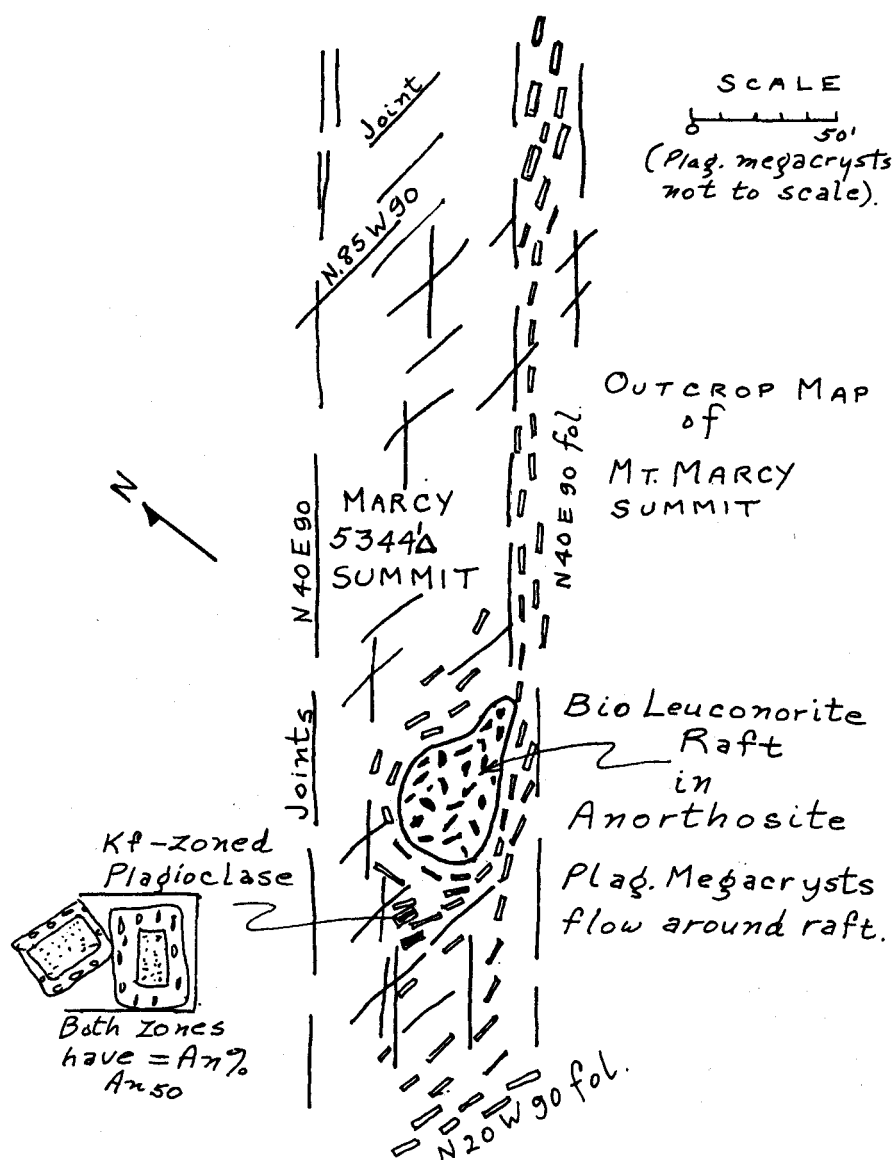 SCALE
0 50'
(Plag. megacrysts
not to scale).
Joint
N.85W90
OUTCROP MAP
of
MT. MARCY
SUMMIT
N40E90 fol.
N
N40E90
MARCY
5344'Δ
SUMMIT
Joints
Bio Leuconorite
Raft
in
Anorthosite
Kf-zoned
Plagioclase
Plag. Megacrysts
flow around raft.
Both zones
have = An%
An50
N20W90 fol.